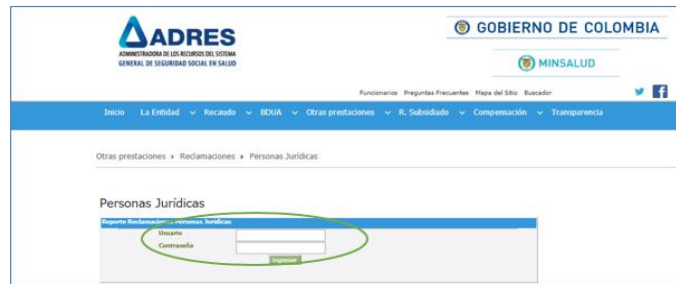 ADRES
ADMINISTRADORA DE LOS RECURSOS DEL SISTEMA
GENERAL DE SEGURIDAD SOCIAL EN SALUD
GOBIERNO DE COLOMBIA
MINSALUD
Funcionarios Preguntas Frecuentes Mapa del Sitio Buscador
Inicio La Entidad Recaudo BDUA Otras prestaciones R. Subsidiado Compensación Transparencia
Otras prestaciones Reclamaciones Personas Jurídicas
Personas Jurídicas
Reporte Reclamaciones Personas Jurídicas
Usuario
Contraseña
Ingresar